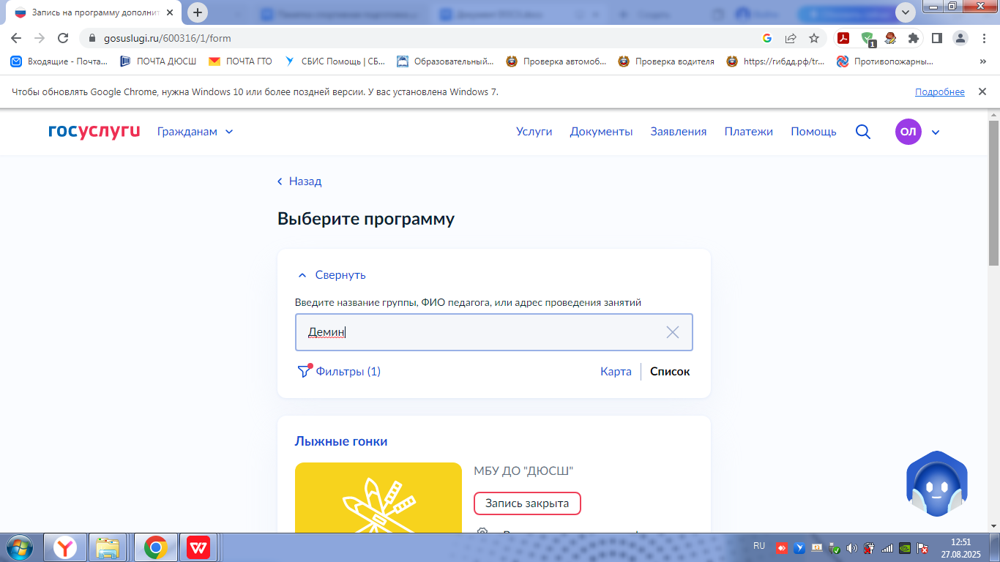 Запись на программу дополнит
gosuslugi.ru/600316/1/form
1
Входящие - Почта...
ПОЧТА ДЮСШ
ПОЧТА ГТО
СБИС Помощь | СБ...
Образовательный...
Проверка автомоб...
Проверка водителя
https://гибдд.рф/tr...
Противопожарны...
»
Чтобы обновлять Google Chrome, нужна Windows 10 или более поздней версии. У вас установлена Windows 7.
Подробнее
госуслуги
Гражданам
Услуги
Документы
Заявления
Платежи
Помощь
ОЛ
Назад
Выберите программу
Свернуть
Введите название группы, ФИО педагога, или адрес проведения занятий
Демин
Фильтры (1)
Карта
Список
Лыжные гонки
МБУ ДО "ДЮСШ"
Запись закрыта
RU
12:51
27.08.2025